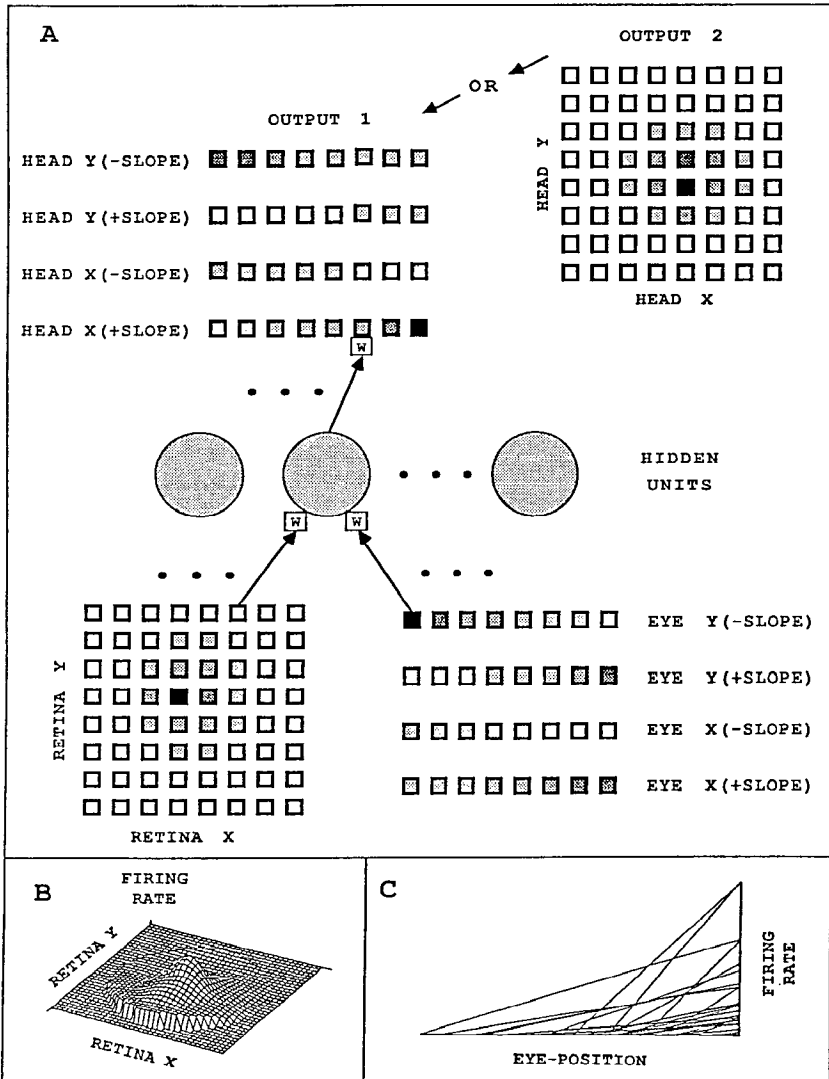 A
OUTPUT 2
OR
OUTPUT 1
HEAD Y
HEAD Y(-SLOPE)
HEAD Y(+SLOPE)
HEAD X(-SLOPE)
HEAD X
HEAD X(+SLOPE)
W
HIDDEN
UNITS
W
W
RETINA Y
EYE Y(-SLOPE)
EYE Y(+SLOPE)
EYE X(-SLOPE)
EYE X(+SLOPE)
RETINA X
B
FIRING
RATE
RETINA Y
RETINA X
C
FIRING
RATE
EYE-POSITION